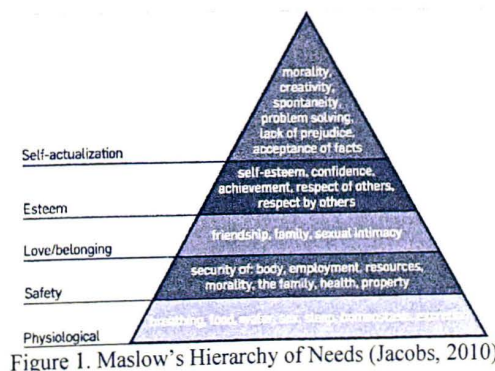 morality,
creativity,
spontaneity,
problem solving,
lack of prejudice,
acceptance of facts
Self-actualization
self-esteem, confidence,
achievement, respect of others,
respect by others
Esteem
friendship, family, sexual intimacy
Love/belonging
security of: body, employment, resources,
morality, the family, health, property
Safety
food, water,
Physiological
Figure 1. Maslow's Hierarchy of Needs (Jacobs, 2010)